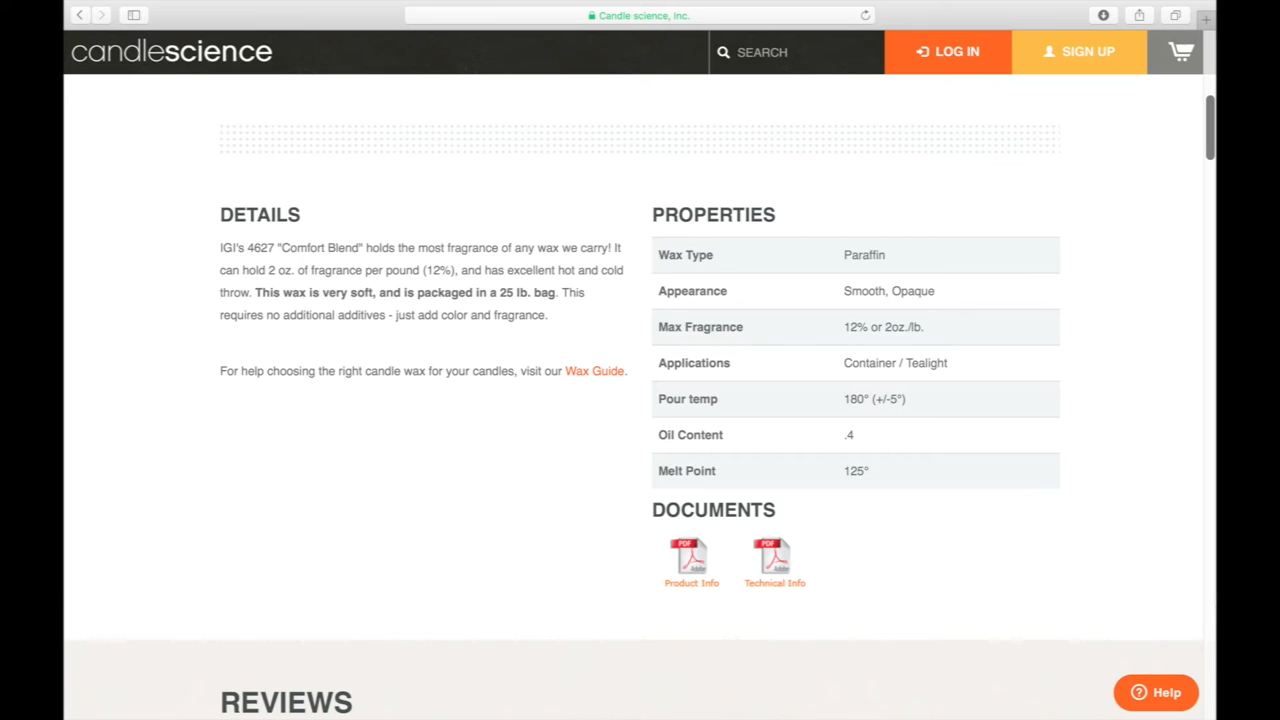 Candle science, Inc.
candlescience
SEARCH
LOG IN
SIGN UP
DETAILS
IGI's 4627 "Comfort Blend" holds the most fragrance of any wax we carry! It
can hold 2 oz. of fragrance per pound (12%), and has excellent hot and cold
throw. This wax is very soft, and is packaged in a 25 lb. bag. This
requires no additional additives - just add color and fragrance.
For help choosing the right candle wax for your candles, visit our Wax Guide.
PROPERTIES
Wax Type Paraffin
Appearance Smooth, Opaque
Max Fragrance 12% or 2oz./lb.
Applications Container / Tealight
Pour temp 180° (+/-5°)
Oil Content .4
Melt Point 125°
DOCUMENTS
PDF PDF
Adobe Adobe
Product Info Technical Info
REVIEWS
Help